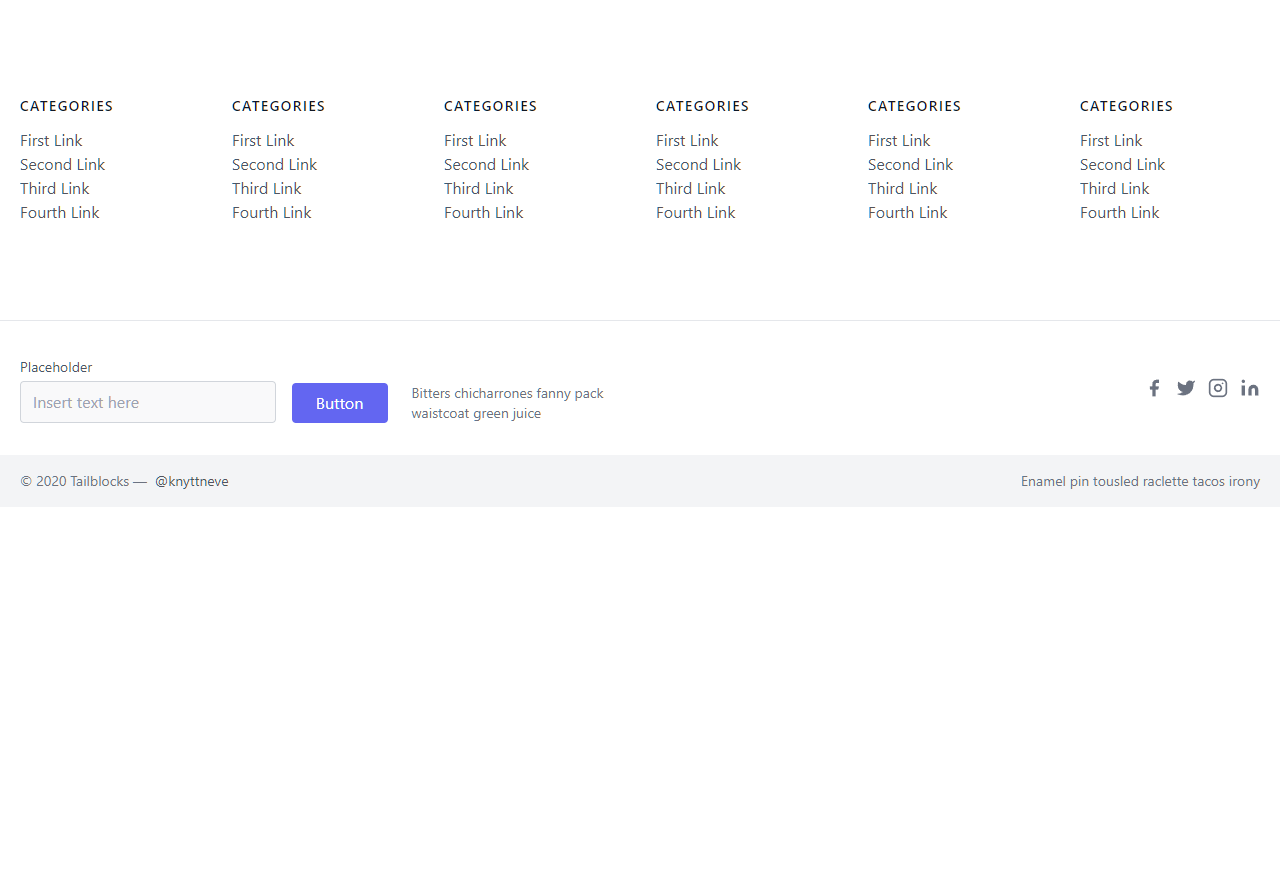 CATEGORIES
First Link
Second Link
Third Link
Fourth Link
CATEGORIES
First Link
Second Link
Third Link
Fourth Link
CATEGORIES
First Link
Second Link
Third Link
Fourth Link
CATEGORIES
First Link
Second Link
Third Link
Fourth Link
CATEGORIES
First Link
Second Link
Third Link
Fourth Link
CATEGORIES
First Link
Second Link
Third Link
Fourth Link
Placeholder
Insert text here
Button
Bitters chicharrones fanny pack
waistcoat green juice
© 2020 Tailblocks — @knyttneve
Enamel pin tousled raclette tacos irony